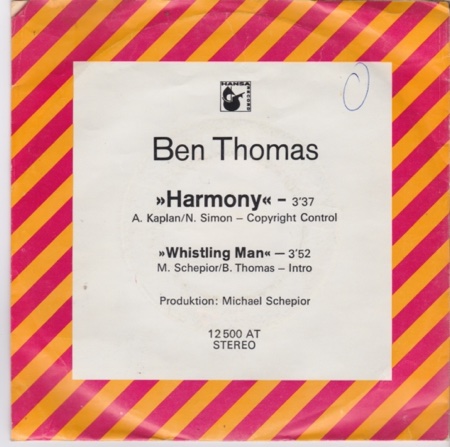 HANSA
RECORD
Ben Thomas
»Harmony« – 3'37
A. Kaplan/N. Simon – Copyright Control
»Whistling Man« – 3'52
M. Schepior/B. Thomas – Intro
Produktion: Michael Schepior
12 500 AT
STEREO